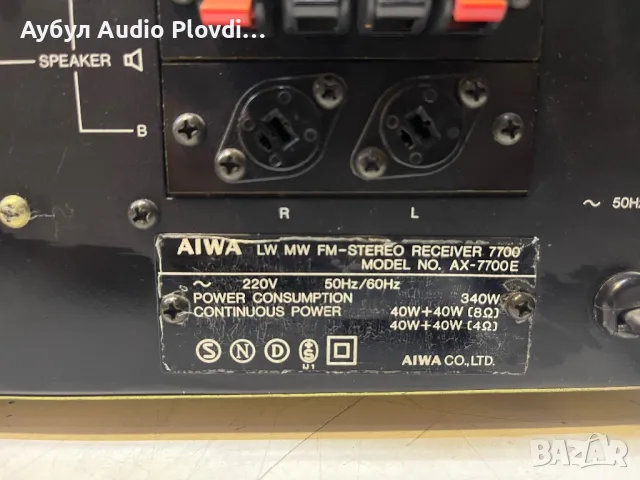 Аубул Audio Plovdi...
SPEAKER
B
R
L
~ 50Hz
AIWA LW MW FM-STEREO RECEIVER 7700
MODEL NO. AX-7700E
~ 220V 50Hz/60Hz
POWER CONSUMPTION 340W
CONTINUOUS POWER 40W+40W (8Ω)
40W+40W (4Ω)
S N D
AIWA CO., LTD.
BAZAR